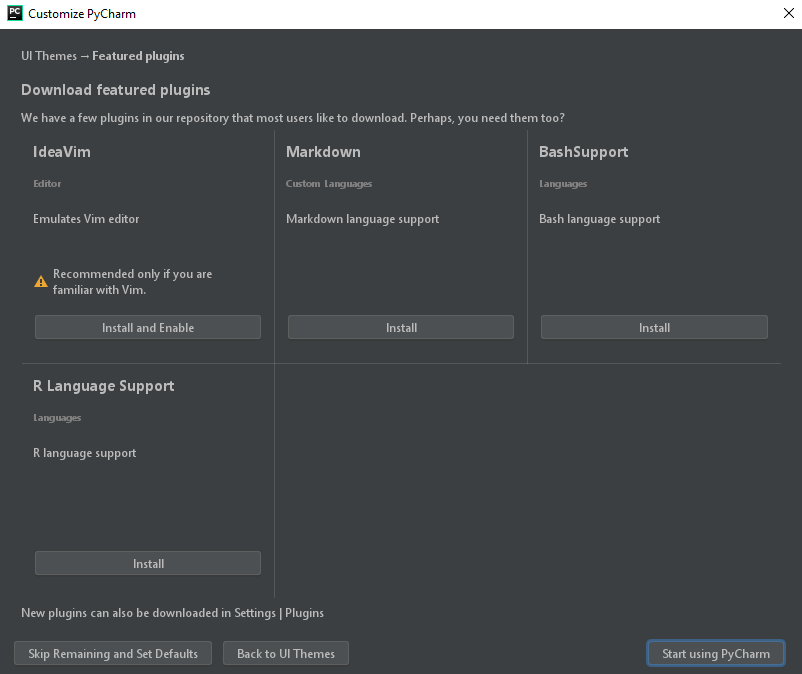 PC Customize PyCharm
UI Themes → Featured plugins
Download featured plugins
We have a few plugins in our repository that most users like to download. Perhaps, you need them too?
IdeaVim
Editor
Emulates Vim editor
Recommended only if you are
familiar with Vim.
Install and Enable
Markdown
Custom Languages
Markdown language support
Install
BashSupport
Languages
Bash language support
Install
R Language Support
Languages
R language support
Install
New plugins can also be downloaded in Settings | Plugins
Skip Remaining and Set Defaults
Back to UI Themes
Start using PyCharm